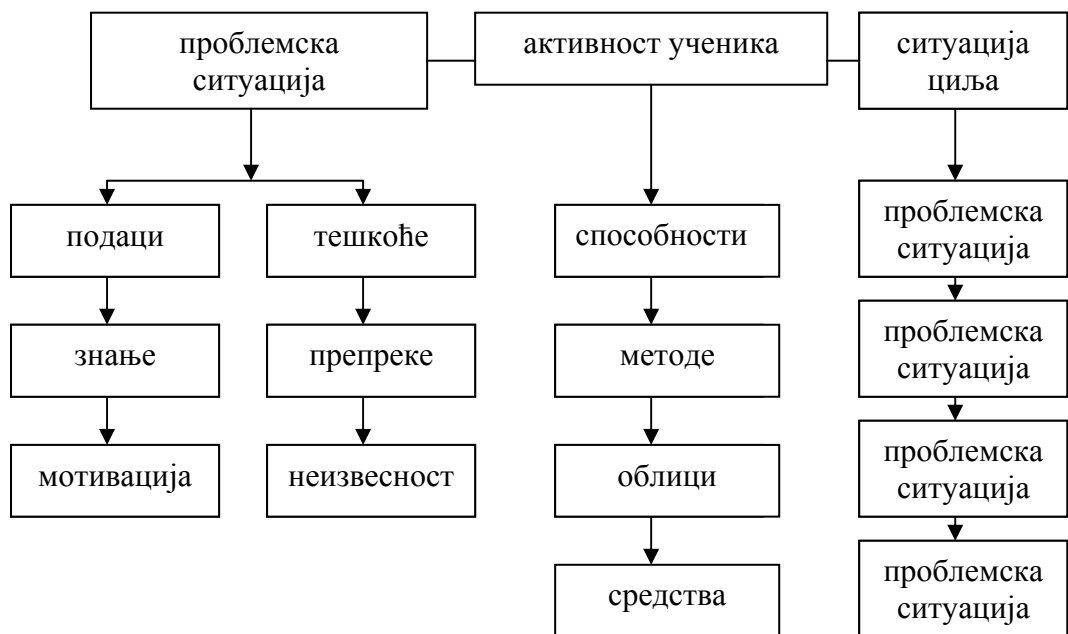 проблемска
ситуација
активност ученика
ситуација
циља
подаци
тешкоће
способности
проблемска
ситуација
знање
препреке
методе
проблемска
ситуација
мотивација
неизвесност
облици
проблемска
ситуација
средства
проблемска
ситуација